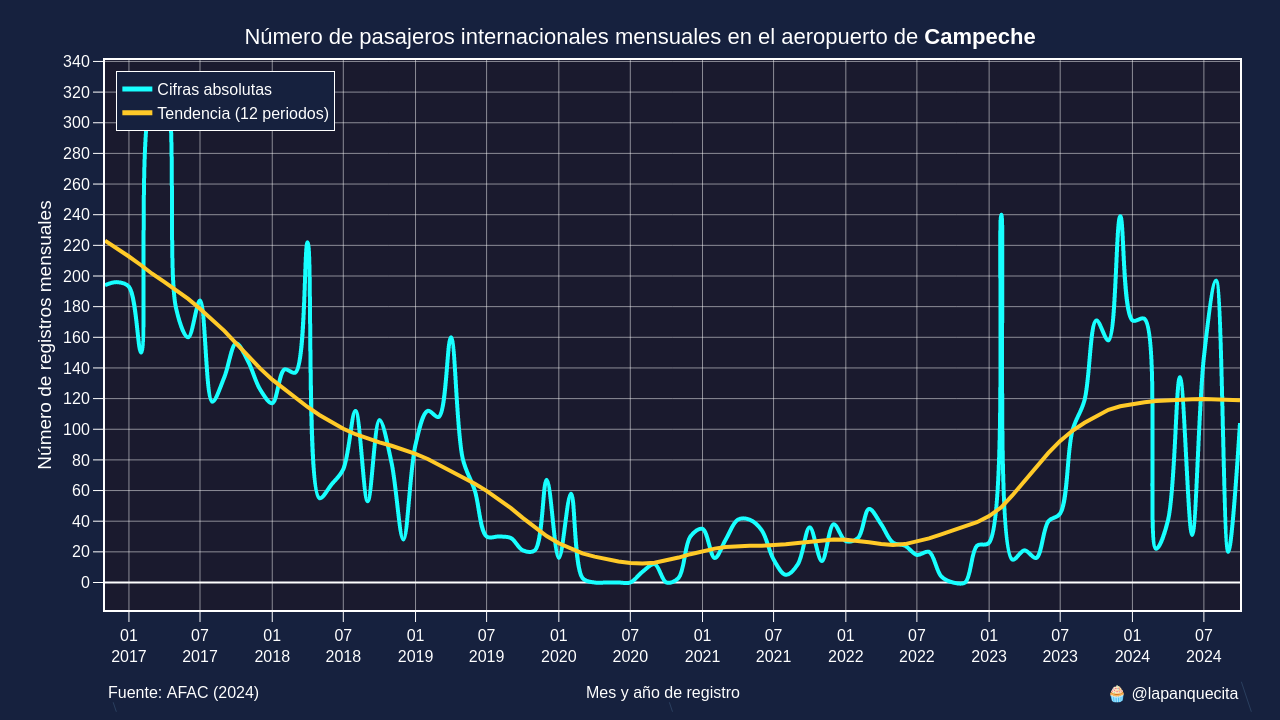 Número de pasajeros internacionales mensuales en el aeropuerto de Campeche
Cifras absolutas
Tendencia (12 periodos)
Número de registros mensuales
340
320
300
280
260
240
220
200
180
160
140
120
100
80
60
40
20
0
01 07 01 07 01 07 01 07 01 07 01 07 01 07 01 07
2017 2017 2018 2018 2019 2019 2020 2020 2021 2021 2022 2022 2023 2023 2024 2024
Fuente: AFAC (2024) Mes y año de registro 🧁 @lapanquecita